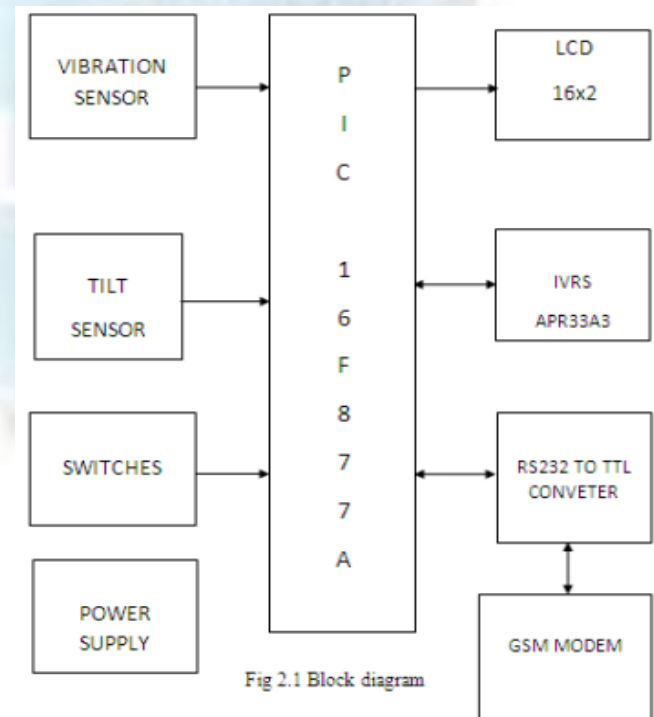 VIBRATION
SENSOR
TILT
SENSOR
SWITCHES
POWER
SUPPLY
P
I
C
1
6
F
8
7
7
A
LCD
16x2
IVRS
APR33A3
RS232 TO TTL
CONVETER
GSM MODEM
Fig 2.1 Block diagram